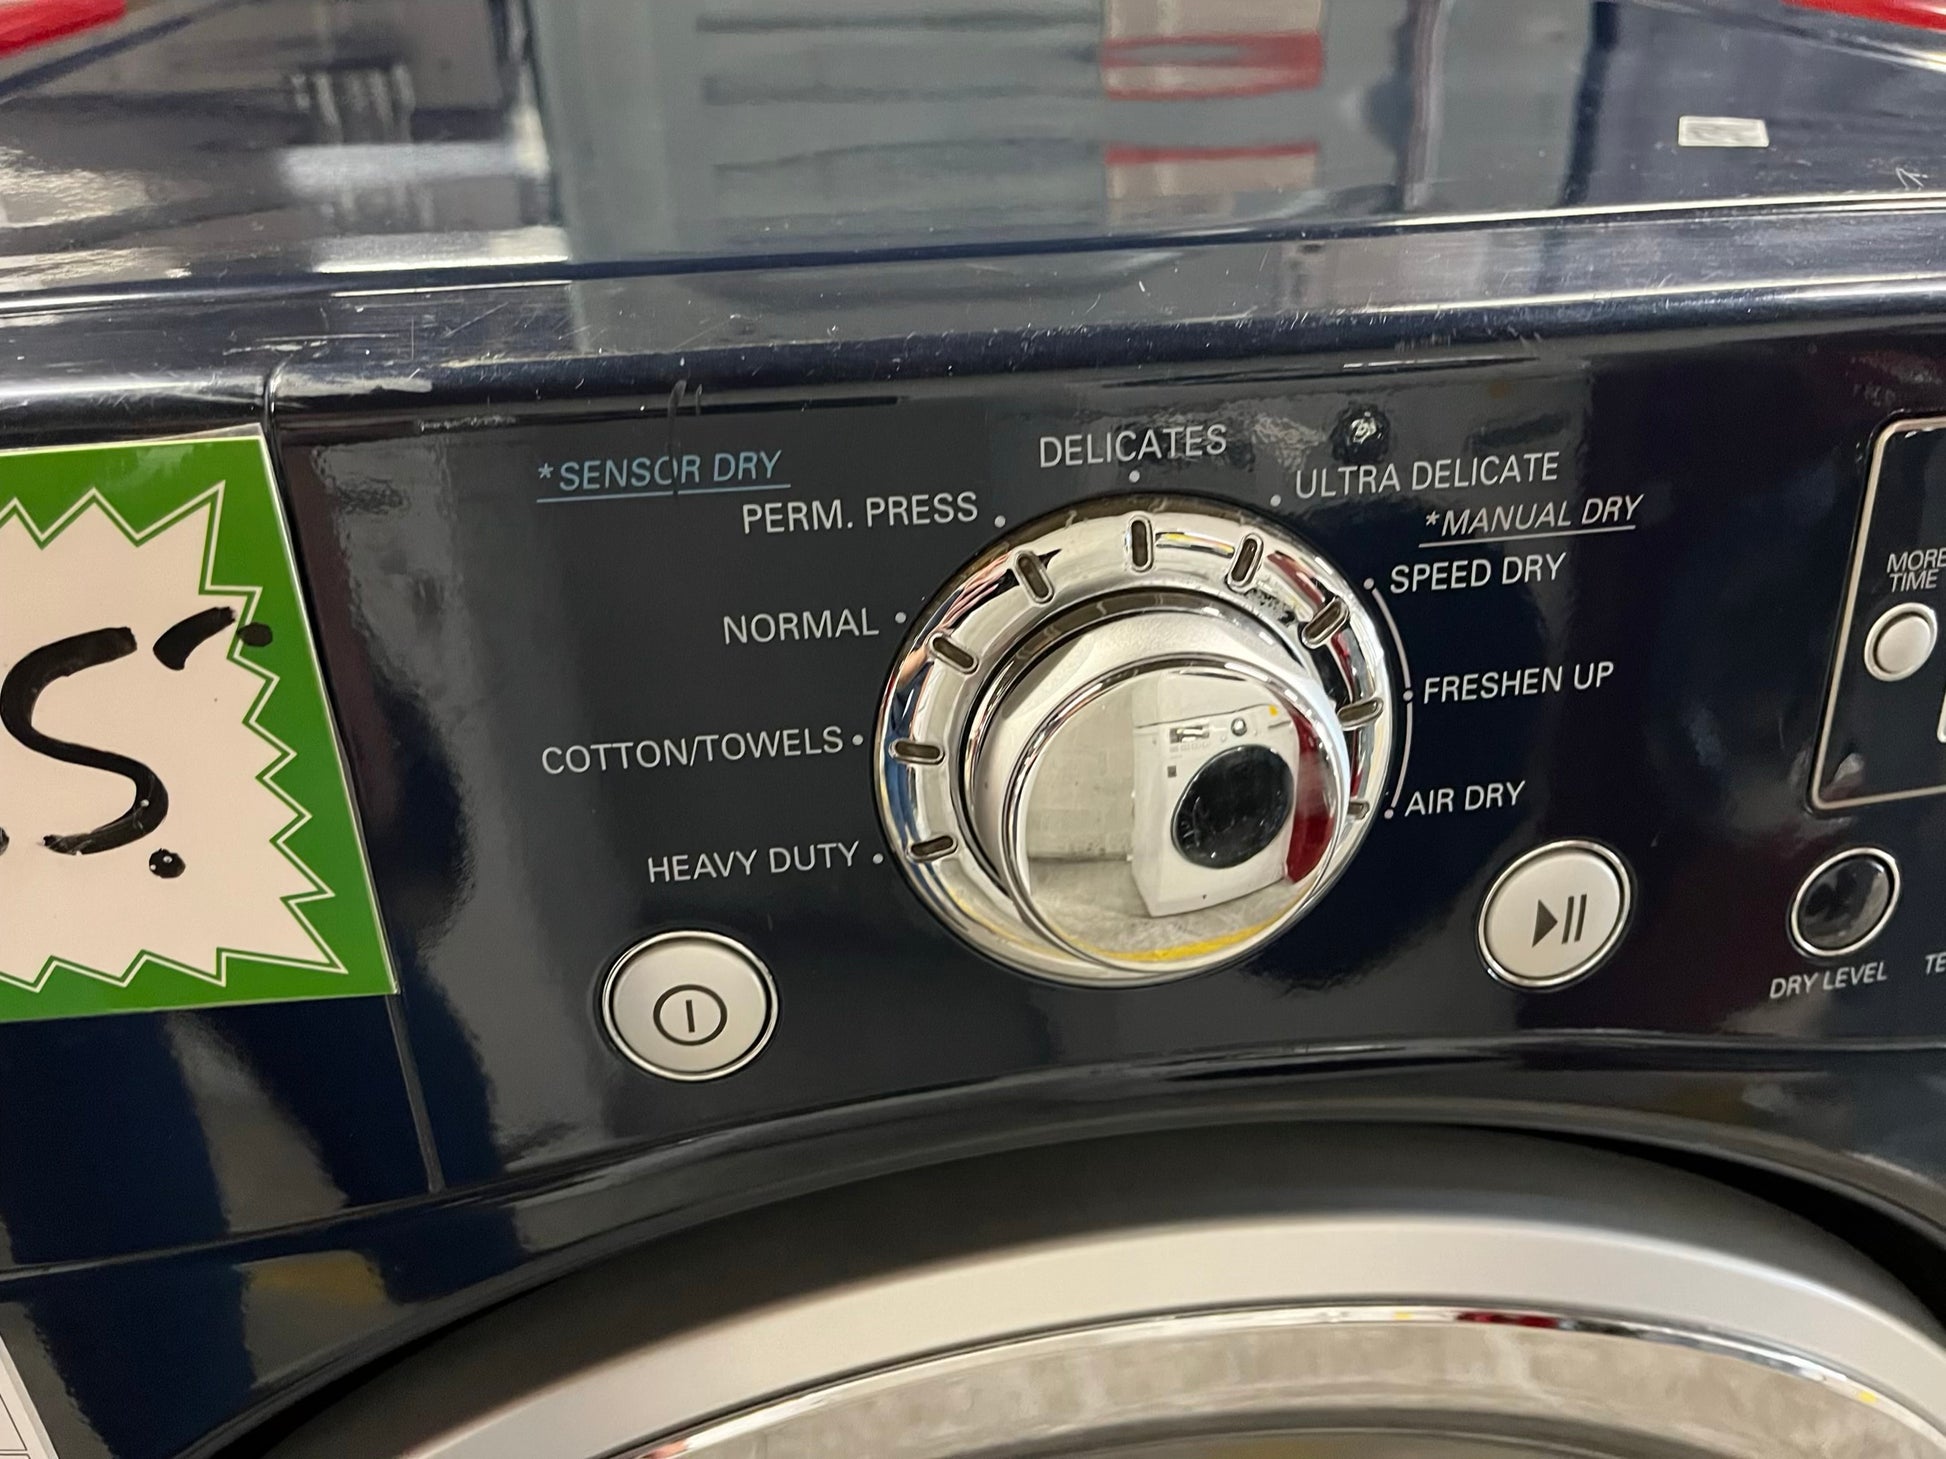 *SENSOR DRY
DELICATES
ULTRA DELICATE
PERM. PRESS
*MANUAL DRY
SPEED DRY
MORE
TIME
NORMAL
FRESHEN UP
COTTON/TOWELS
AIR DRY
HEAVY DUTY
DRY LEVEL